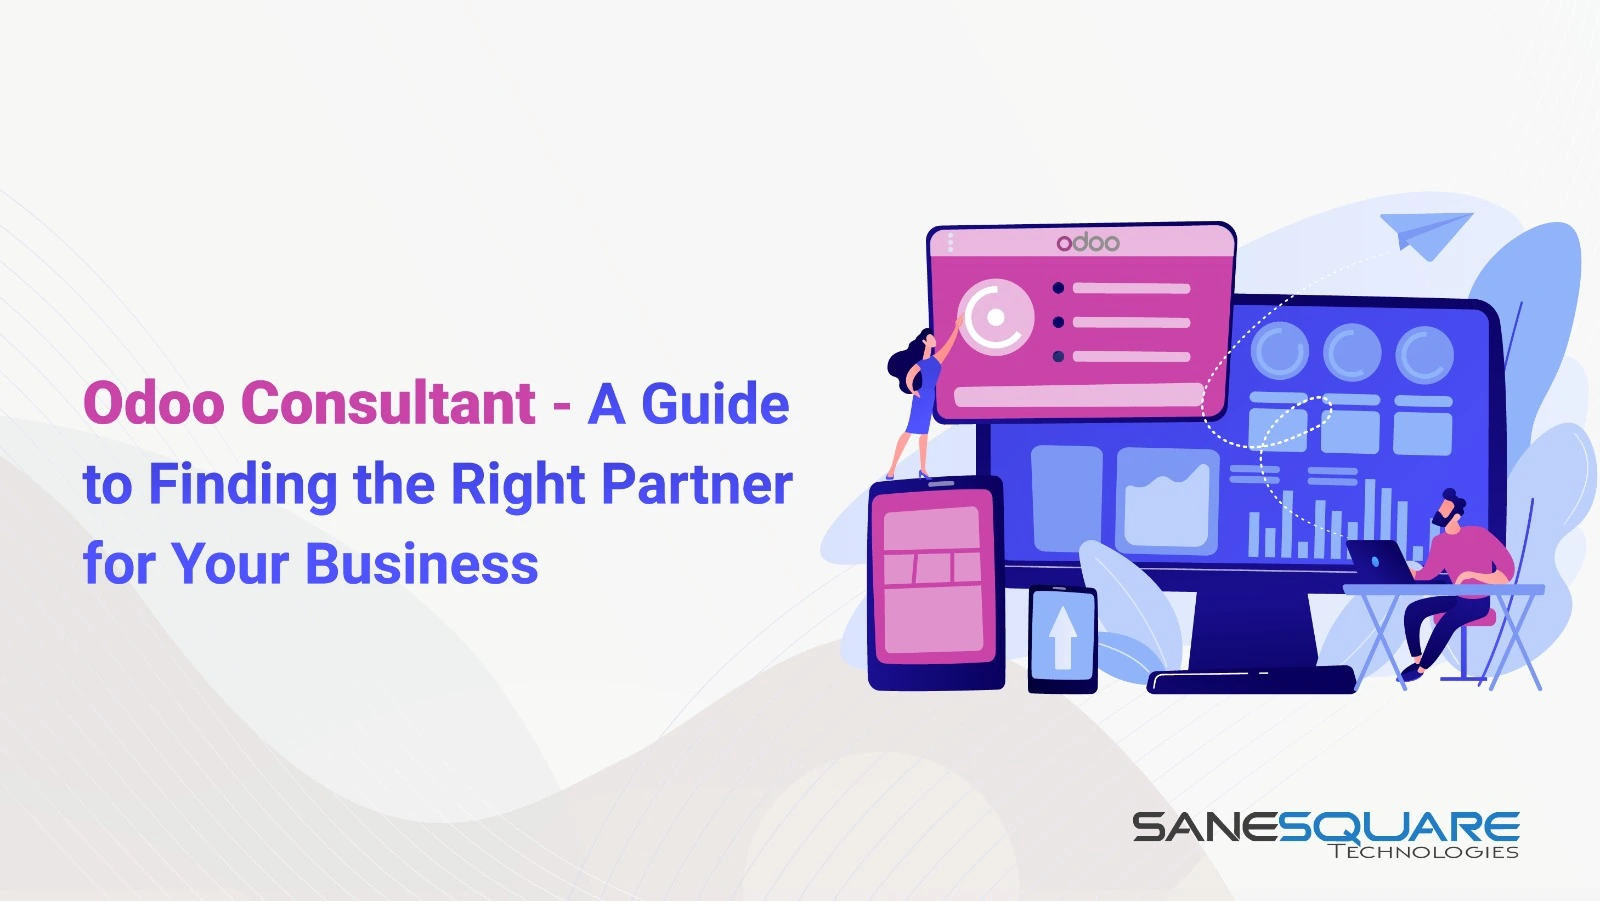 Odoo Consultant - A Guide
to Finding the Right Partner
for Your Business
odoo
SANESQUARE
TECHNOLOGIES